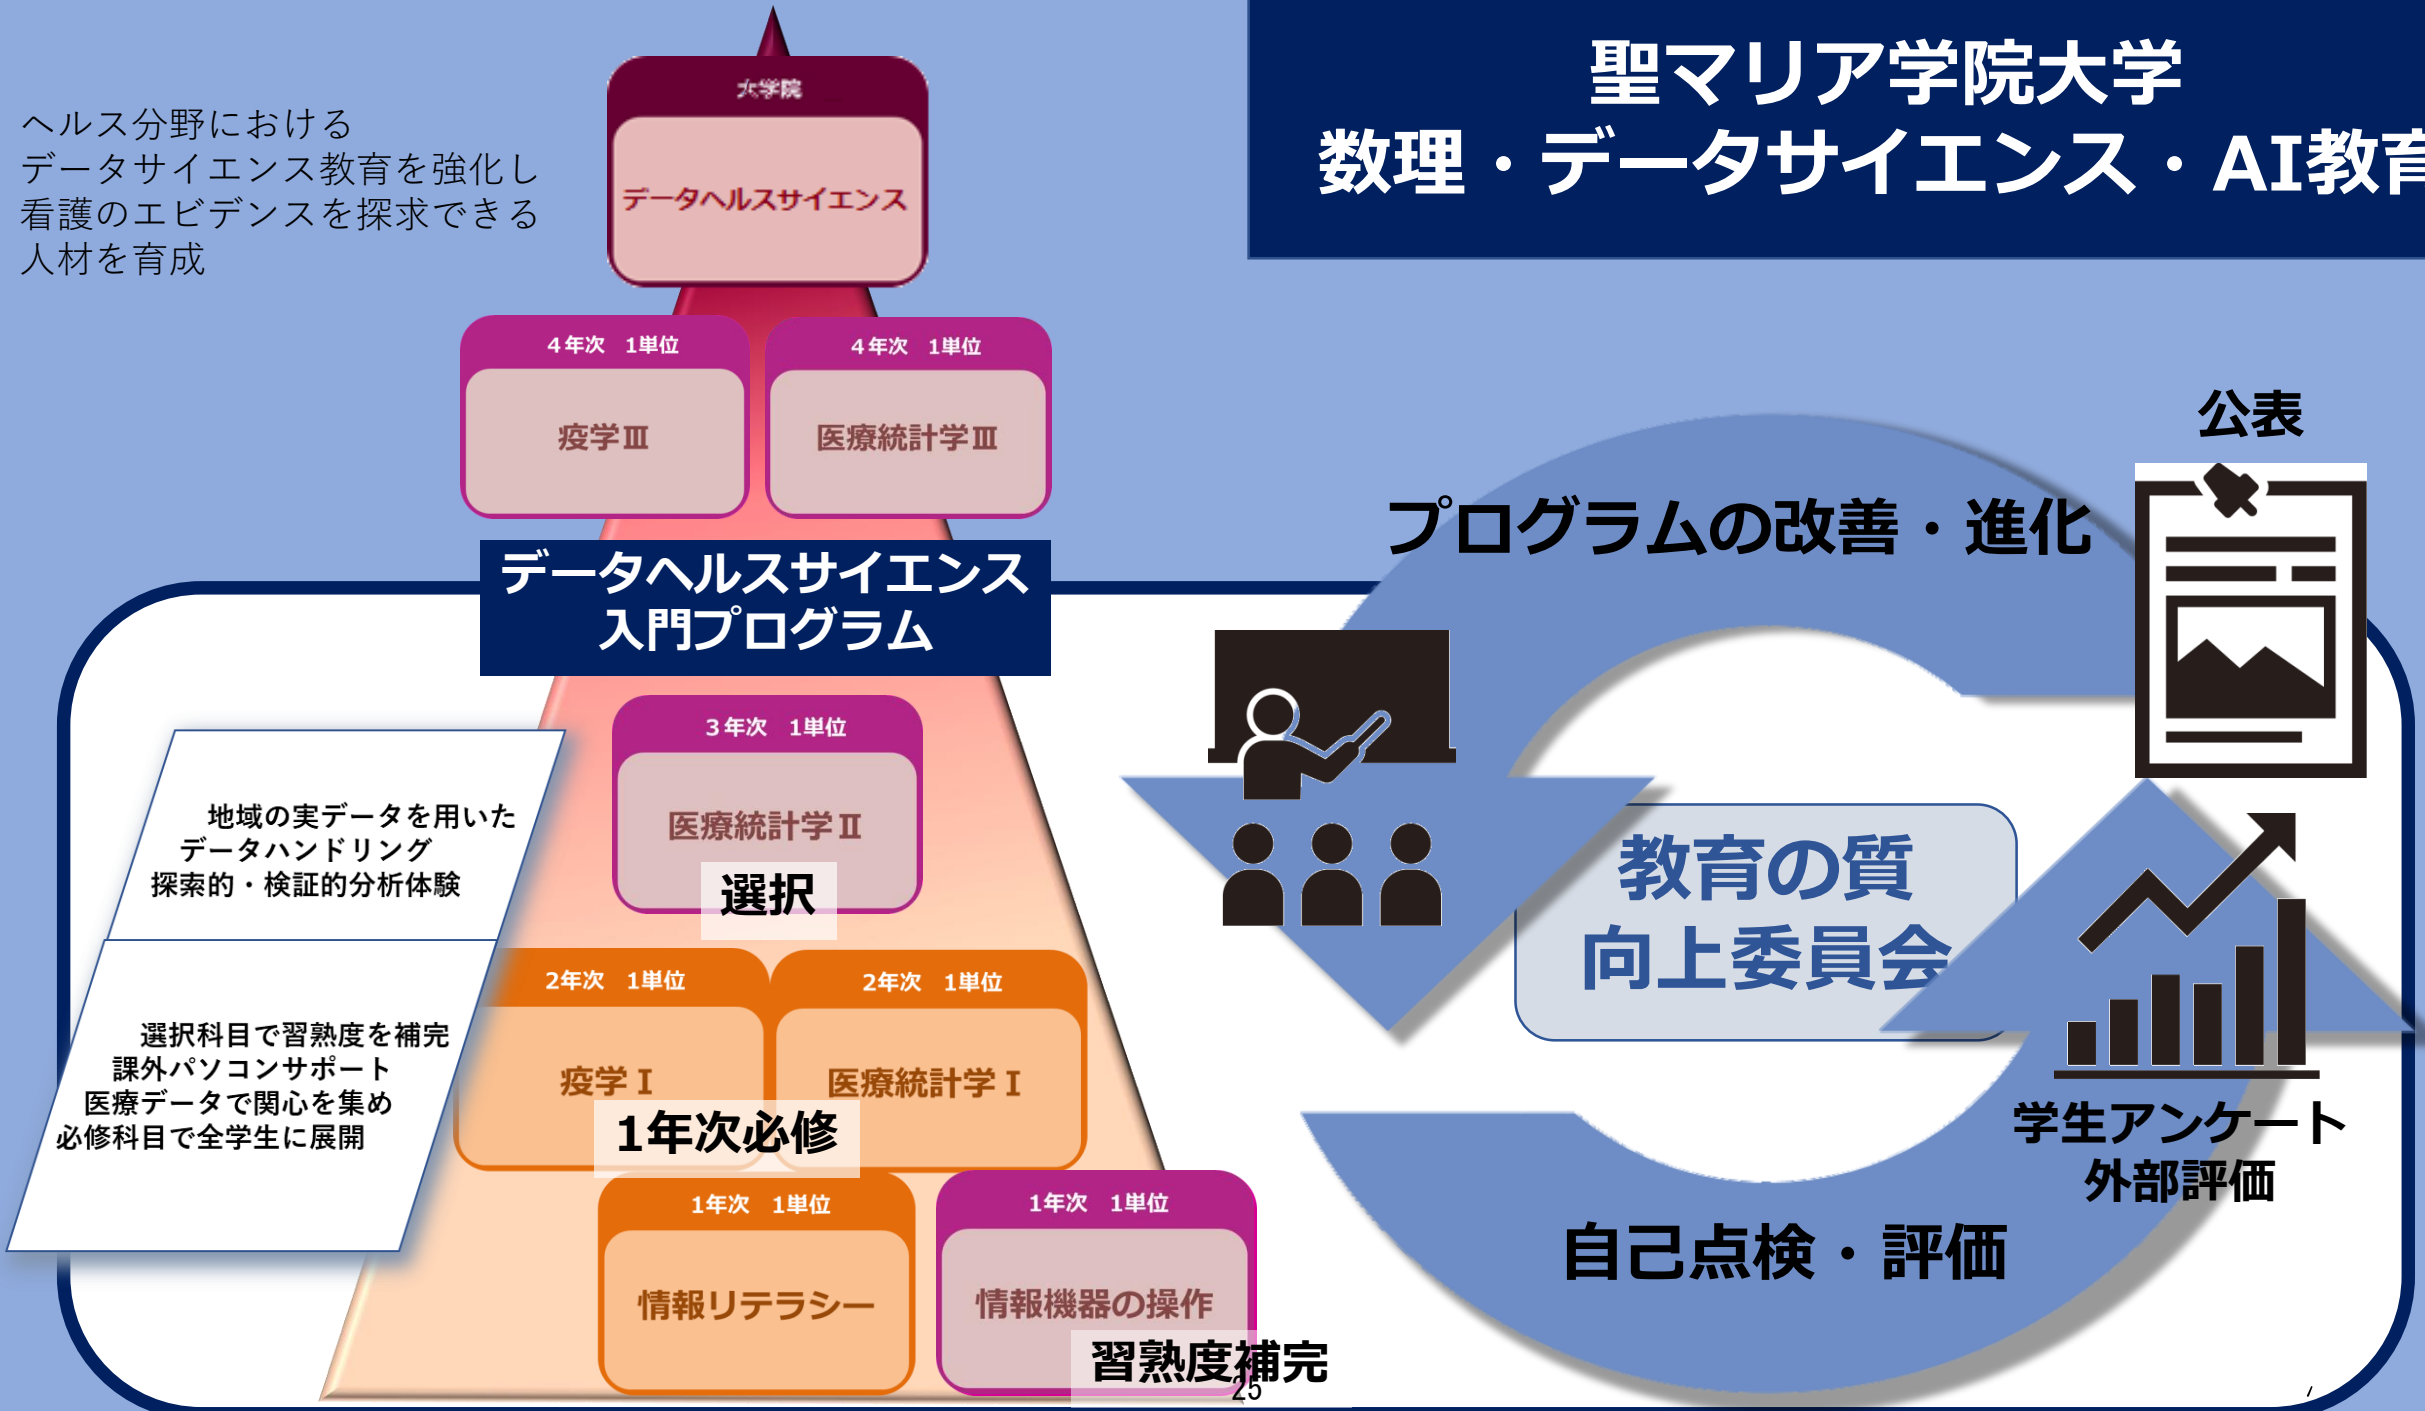 聖マリア学院大学
数理・データサイエンス・AI教育
ヘルス分野における
データサイエンス教育を強化し
看護のエビデンスを探求できる
人材を育成
大学院
データヘルスサイエンス
4年次 1単位
疫学Ⅲ
4年次 1単位
医療統計学Ⅲ
データヘルスサイエンス
入門プログラム
3年次 1単位
医療統計学Ⅱ
選択
地域の実データを用いた
データハンドリング
探索的・検証的分析体験
選択科目で習熟度を補完
課外パソコンサポート
医療データで関心を集め
必修科目で全学生に展開
2年次 1単位
疫学Ⅰ
2年次 1単位
医療統計学Ⅰ
1年次必修
1年次 1単位
情報リテラシー
1年次 1単位
情報機器の操作
習熟度補完
25
公表
プログラムの改善・進化
教育の質
向上委員会
学生アンケート
外部評価
自己点検・評価